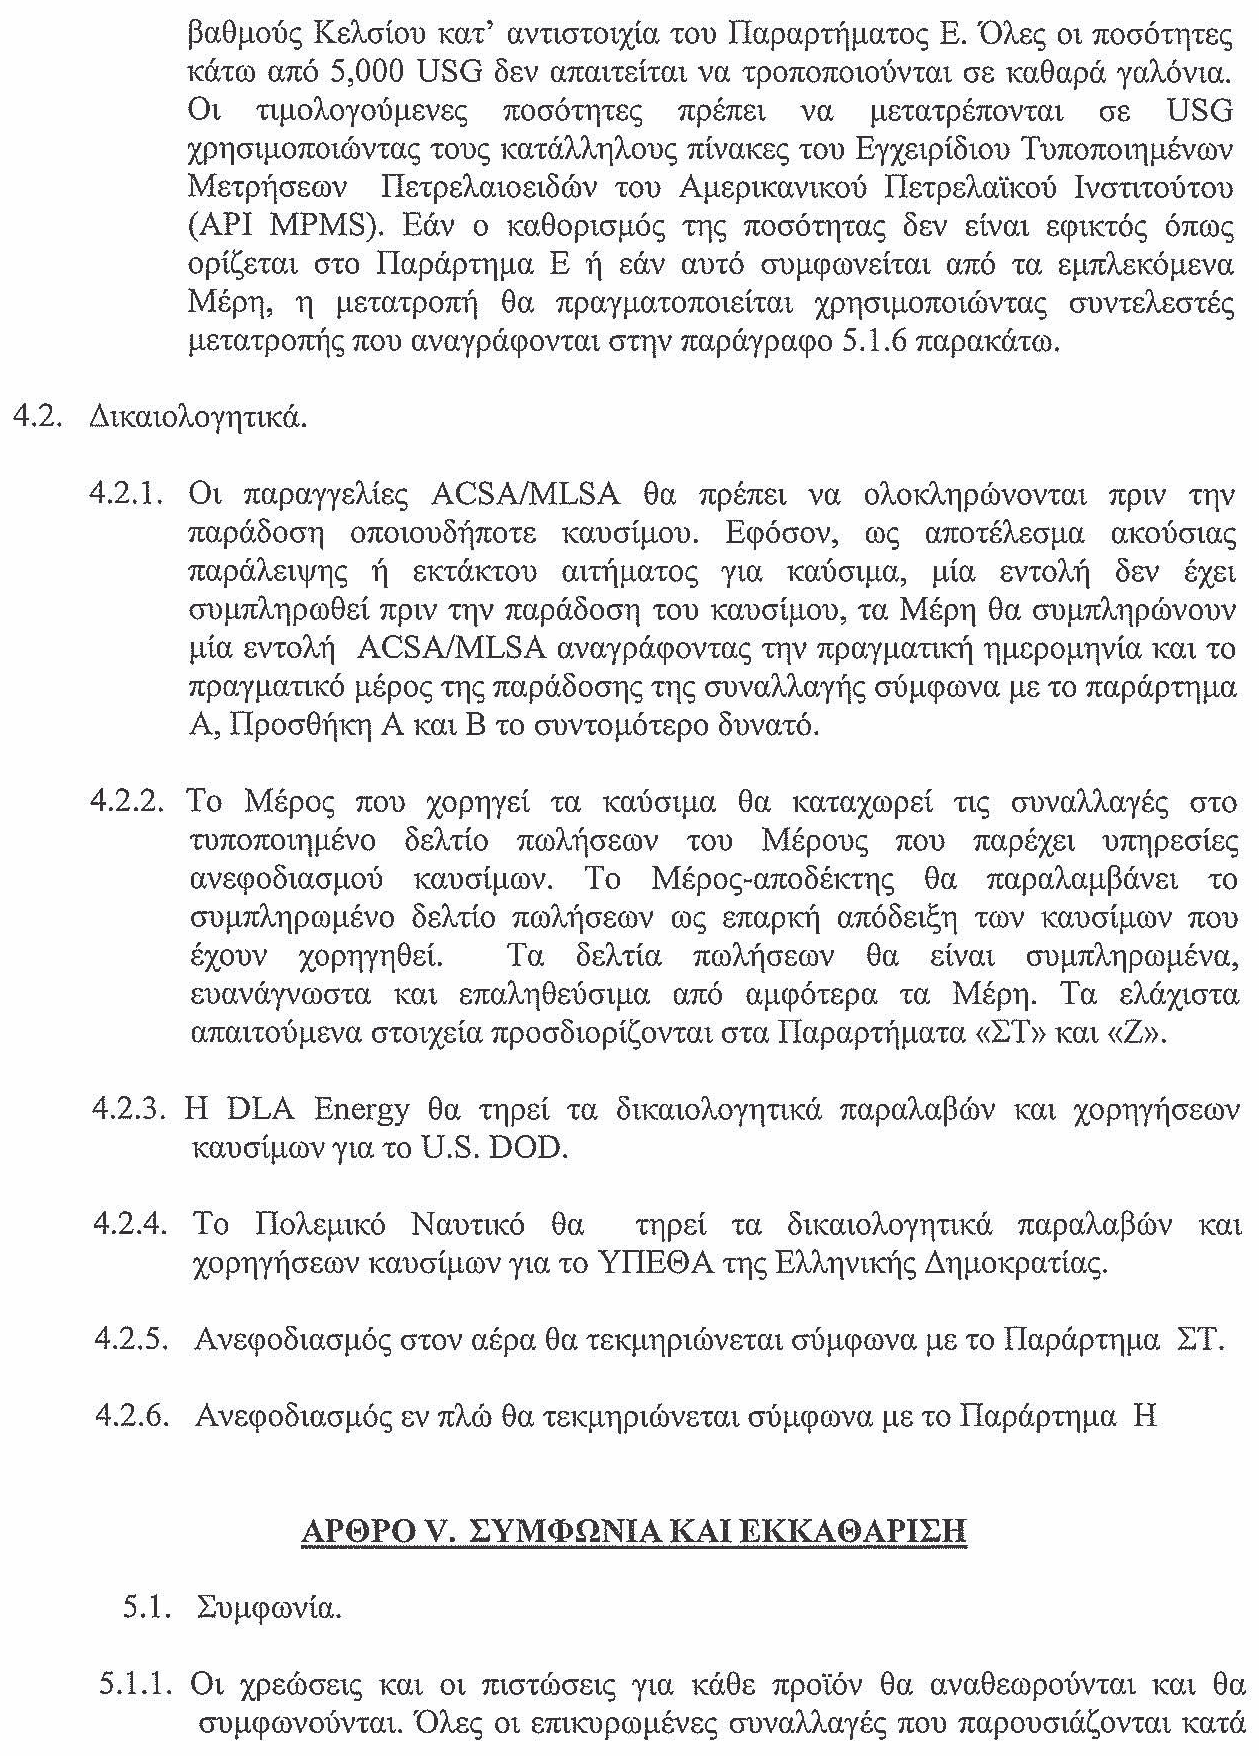 βαθμούς Κελσίου κατ’ αντιστοιχία του Παραρτήματος Ε. Όλες οι ποσότητες
κάτω από 5,000 USG δεν απαιτείται να τροποποιούνται σε καθαρά γαλόνια.
Οι τιμολογούμενες ποσότητες πρέπει να μετατρέπονται σε USG
χρησιμοποιώντας τους κατάλληλους πίνακες του Εγχειρίδιου Τυποποιημένων
Μετρήσεων Πετρελαιοειδών του Αμερικανικού Πετρελαϊκού Ινστιτούτου
(API MPMS). Εάν ο καθορισμός της ποσότητας δεν είναι εφικτός όπως
ορίζεται στο Παράρτημα Ε ή εάν αυτό συμφωνείται από τα εμπλεκόμενα
Μέρη, η μετατροπή θα πραγματοποιείται χρησιμοποιώντας συντελεστές
μετατροπής που αναγράφονται στην παράγραφο 5.1.6 παρακάτω.
4.2. Δικαιολογητικά.
4.2.1. Οι παραγγελίες ACSA/MLSA θα πρέπει να ολοκληρώνονται πριν την
παράδοση οποιουδήποτε καυσίμου. Εφόσον, ως αποτέλεσμα ακούσιας
παράλειψης ή εκτάκτου αιτήματος για καύσιμα, μία εντολή δεν έχει
συμπληρωθεί πριν την παράδοση του καυσίμου, τα Μέρη θα συμπληρώνουν
μία εντολή ACSA/MLSA αναγράφοντας την πραγματική ημερομηνία και το
πραγματικό μέρος της παράδοσης της συναλλαγής σύμφωνα με το παράρτημα
Α, Προσθήκη Α και Β το συντομότερο δυνατό.
4.2.2. Το Μέρος που χορηγεί τα καύσιμα θα καταχωρεί τις συναλλαγές στο
τυποποιημένο δελτίο πωλήσεων του Μέρους που παρέχει υπηρεσίες
ανεφοδιασμού καυσίμων. Το Μέρος-αποδέκτης θα παραλαμβάνει το
συμπληρωμένο δελτίο πωλήσεων ως επαρκή απόδειξη των καυσίμων που
έχουν χορηγηθεί. Τα δελτία πωλήσεων θα είναι συμπληρωμένα,
ευανάγνωστα και επαληθεύσιμα από αμφότερα τα Μέρη. Τα ελάχιστα
απαιτούμενα στοιχεία προσδιορίζονται στα Παραρτήματα «ΣΤ» και «Ζ».
4.2.3. Η DLA Energy θα τηρεί τα δικαιολογητικά παραλαβών και χορηγήσεων
καυσίμων για το U.S. DOD.
4.2.4. Το Πολεμικό Ναυτικό θα τηρεί τα δικαιολογητικά παραλαβών και
χορηγήσεων καυσίμων για το ΥΠΕΘΑ της Ελληνικής Δημοκρατίας.
4.2.5. Ανεφοδιασμός στον αέρα θα τεκμηριώνεται σύμφωνα με το Παράρτημα ΣΤ.
4.2.6. Ανεφοδιασμός εν πλώ θα τεκμηριώνεται σύμφωνα με το Παράρτημα Η
ΑΡΘΡΟ V. ΣΥΜΦΩΝΙΑ ΚΑΙ ΕΚΚΑΘΑΡΙΣΗ
5.1. Συμφωνία.
5.1.1. Οι χρεώσεις και οι πιστώσεις για κάθε προϊόν θα αναθεωρούνται και θα
συμφωνούνται. Όλες οι επικυρωμένες συναλλαγές που παρουσιάζονται κατά